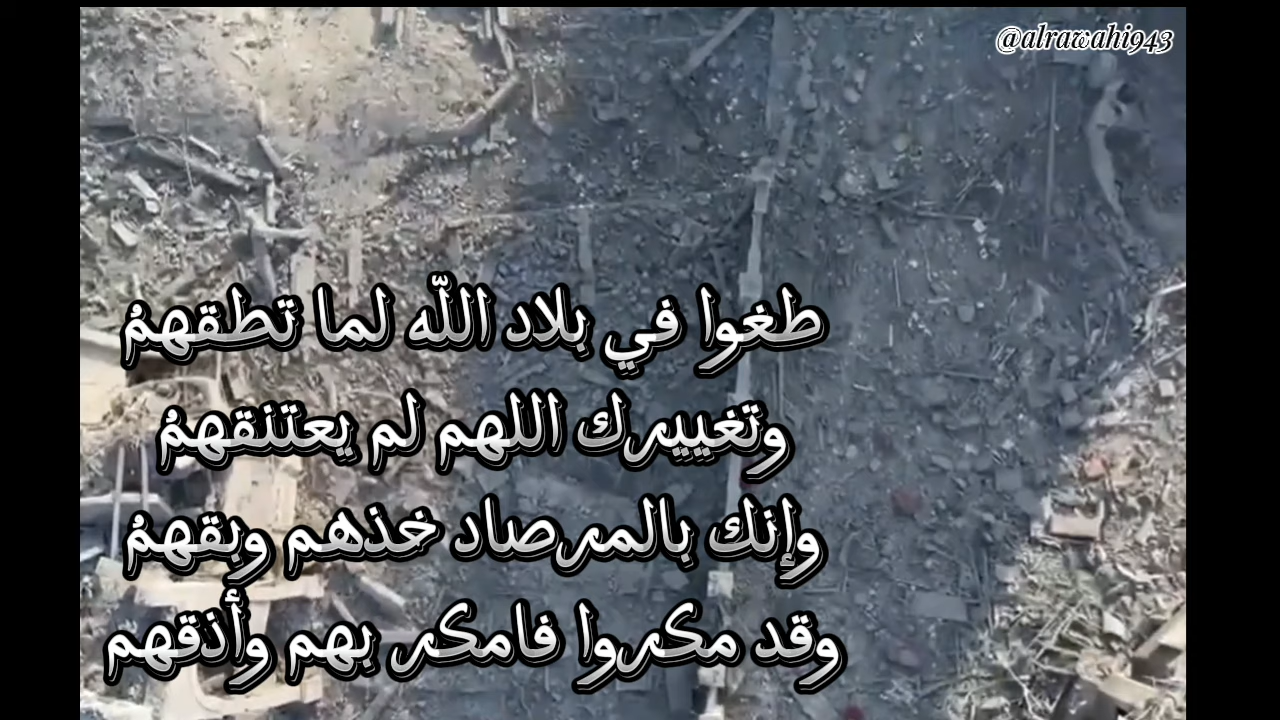 @alrawahi943
طغوا في بلاد اللّه لما تطقهمُ
وتغييرك اللهم لم يعتنقهمُ
وإنك بالمرصاد خذهم وبقهمُ
وقد مكروا فامكر بهم وأذقهم